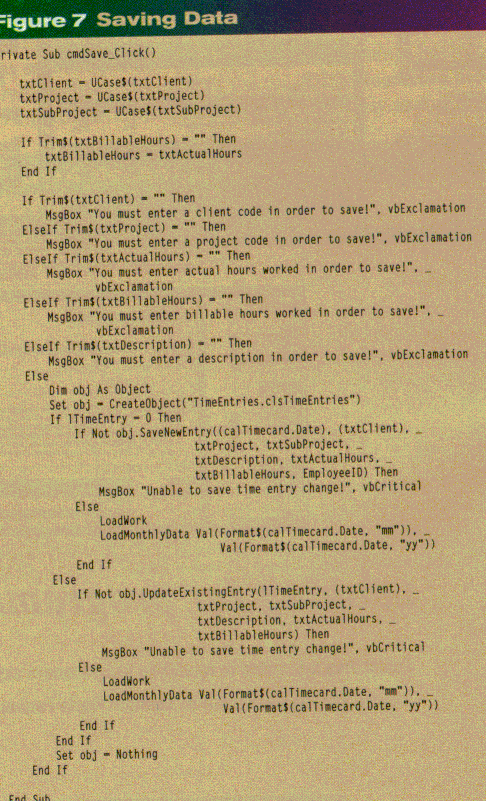 Figure 7 Saving Data
rivate Sub cmdSave_Click()
txtClient = UCase$(txtClient)
txtProject = UCase$(txtProject)
txtSubProject = UCase$(txtSubProject)
If Trim$(txtBillableHours) = "" Then
txtBillableHours = txtActualHours
End If
If Trim$(txtClient) = "" Then
MsgBox "You must enter a client code in order to save!", vbExclamation
ElseIf Trim$(txtProject) = "" Then
MsgBox "You must enter a project code in order to save!", vbExclamation
ElseIf Trim$(txtActualHours) = "" Then
MsgBox "You must enter actual hours worked in order to save!", _
vbExclamation
ElseIf Trim$(txtBillableHours) = "" Then
MsgBox "You must enter billable hours worked in order to save!", _
vbExclamation
ElseIf Trim$(txtDescription) = "" Then
MsgBox "You must enter a description in order to save!", vbExclamation
Else
Dim obj As Object
Set obj = CreateObject("TimeEntries.clsTimeEntries")
If lTimeEntry = 0 Then
If Not obj.SaveNewEntry((calTimecard.Date), (txtClient), _
txtProject, txtSubProject, _
txtDescription, txtActualHours, _
txtBillableHours, EmployeeID) Then
MsgBox "Unable to save time entry change!", vbCritical
Else
LoadWork
LoadMonthlyData Val(Format$(calTimecard.Date, "mm")), _
Val(Format$(calTimecard.Date, "yy"))
End If
Else
If Not obj.UpdateExistingEntry(lTimeEntry, (txtClient), _
txtProject, txtSubProject, _
txtDescription, txtActualHours, _
txtBillableHours) Then
MsgBox "Unable to save time entry change!", vbCritical
Else
LoadWork
LoadMonthlyData Val(Format$(calTimecard.Date, "mm")), _
Val(Format$(calTimecard.Date, "yy"))
End If
End If
Set obj = Nothing
End If
End Sub